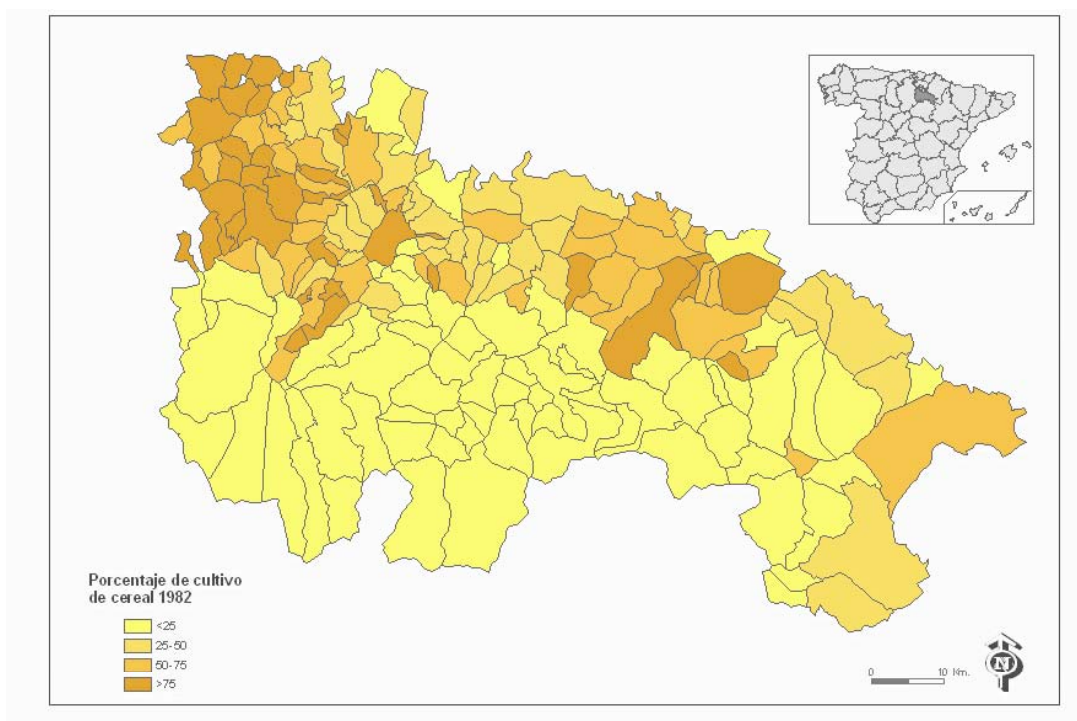 Porcentaje de cultivo
de cereal 1982
<25
25-50
50-75
>75
0 10 Km.
N